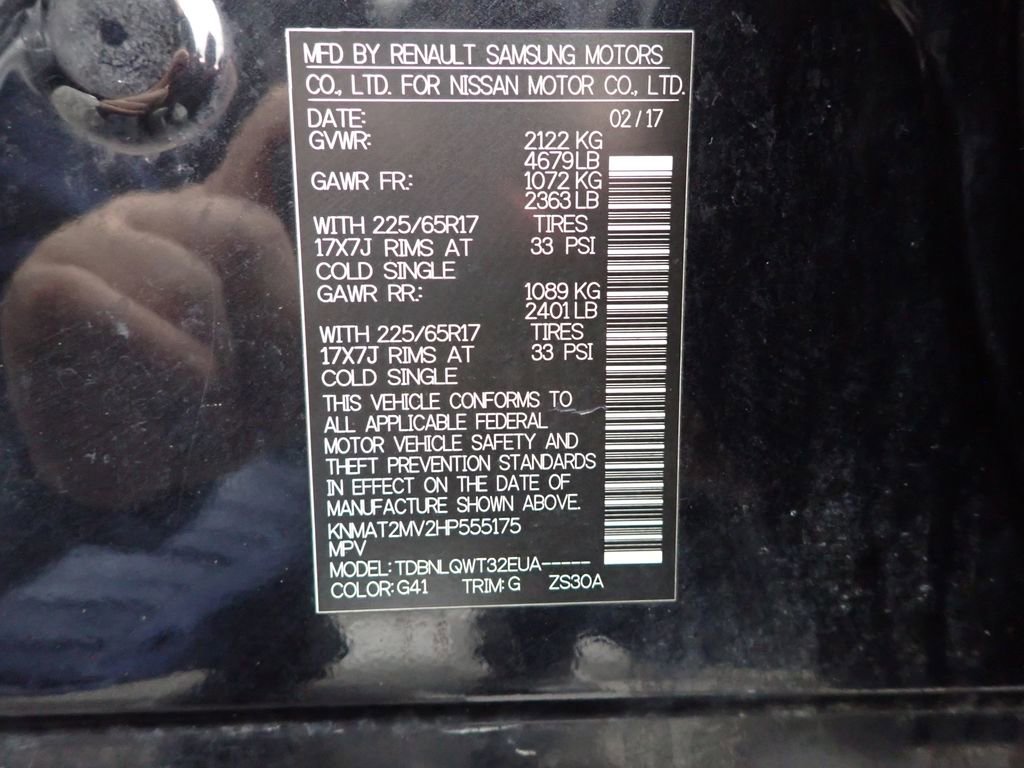 MFD BY RENAULT SAMSUNG MOTORS
CO., LTD. FOR NISSAN MOTOR CO., LTD.
DATE: 02/17
GVWR: 2122 KG
4679 LB
GAWR FR.: 1072 KG
2363 LB
WITH 225/65R17 TIRES
17X7J RIMS AT 33 PSI
COLD SINGLE
GAWR RR.: 1089 KG
2401 LB
WITH 225/65R17 TIRES
17X7J RIMS AT 33 PSI
COLD SINGLE
THIS VEHICLE CONFORMS TO
ALL APPLICABLE FEDERAL
MOTOR VEHICLE SAFETY AND
THEFT PREVENTION STANDARDS
IN EFFECT ON THE DATE OF
MANUFACTURE SHOWN ABOVE.
KNMAT2MV2HP555175
MPV
MODEL: TDBNLQWT32EUA-----
COLOR: G41 TRIM: G ZS30A